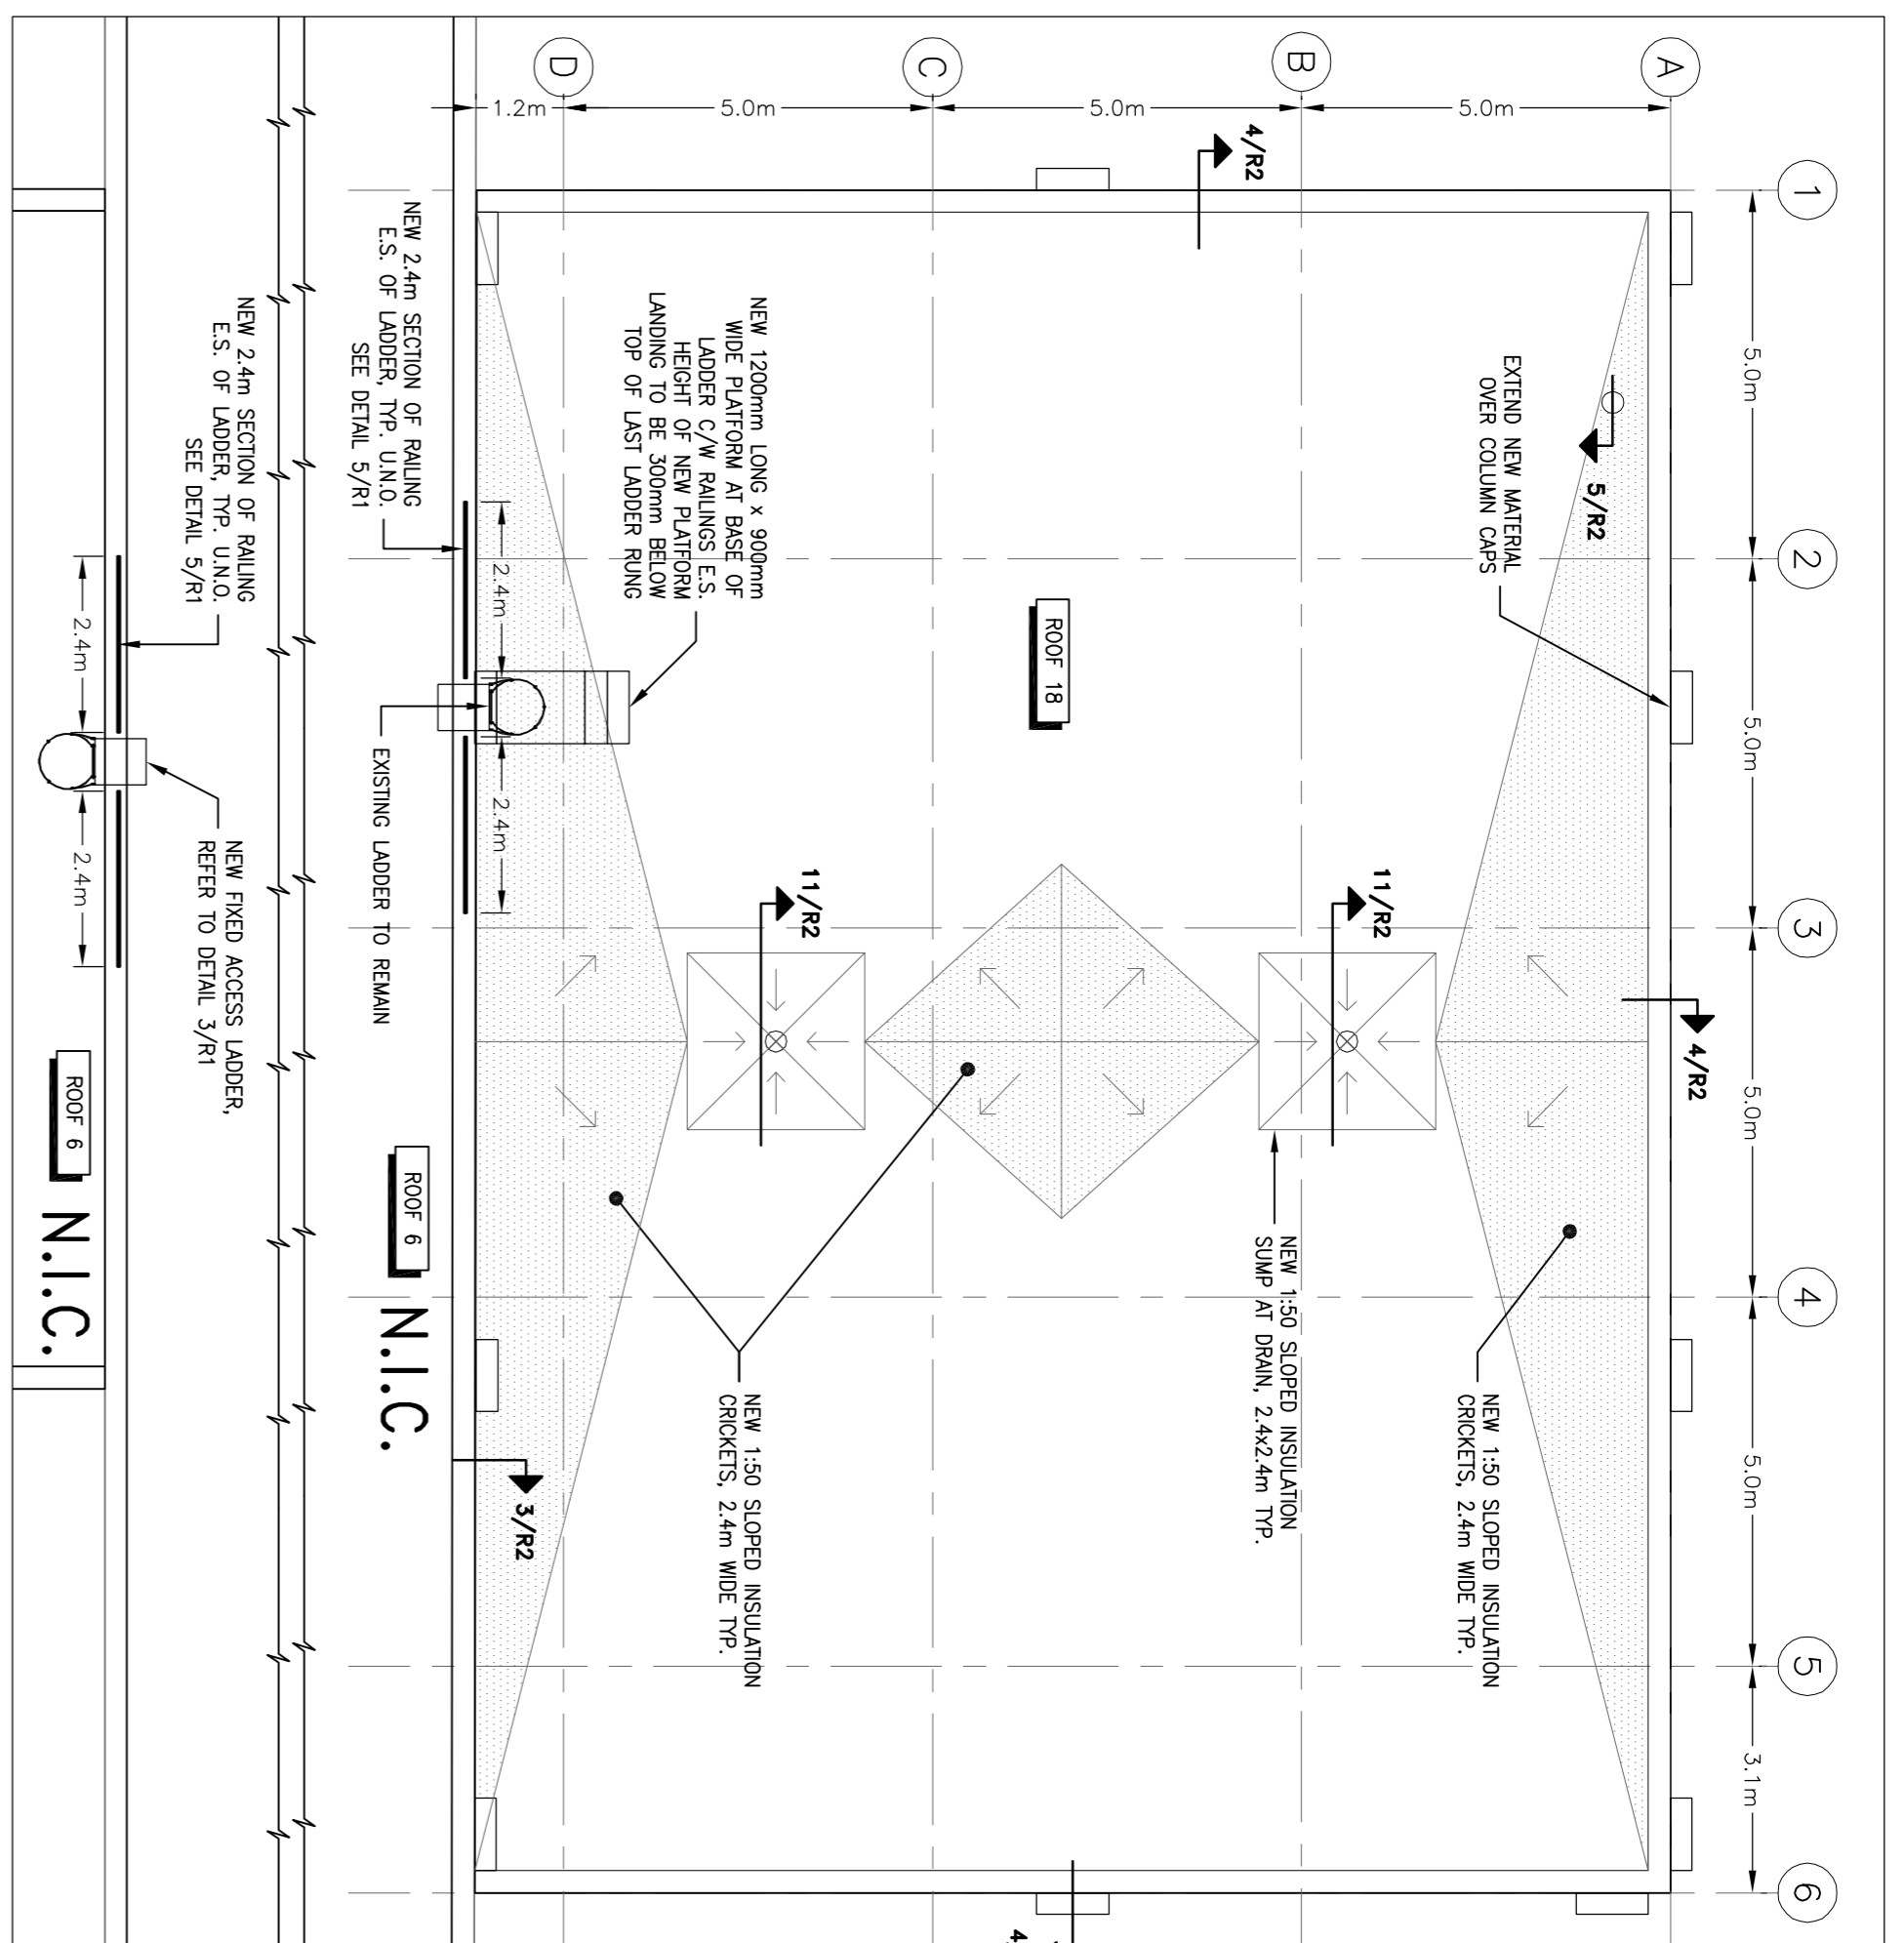 A
B
C
D
1
2
3
4
5
6
5.0m
5.0m
5.0m
5.0m
3.1m
5.0m
5.0m
5.0m
1.2m
4/R2
5/R2
4/R2
11/R2
11/R2
3/R2
EXTEND NEW MATERIAL
OVER COLUMN CAPS
NEW 1:50 SLOPED INSULATION
CRICKETS, 2.4m WIDE TYP.
NEW 1:50 SLOPED INSULATION
SUMP AT DRAIN, 2.4x2.4m TYP.
ROOF 18
NEW 1:50 SLOPED INSULATION
CRICKETS, 2.4m WIDE TYP.
NEW 1200mm LONG x 900mm
WIDE PLATFORM AT BASE OF
LADDER C/W RAILINGS E.S.
HEIGHT OF NEW PLATFORM
LANDING TO BE 300mm BELOW
TOP OF LAST LADDER RUNG
2.4m
2.4m
NEW 2.4m SECTION OF RAILING
E.S. OF LADDER, TYP. U.N.O.
SEE DETAIL 5/R1
EXISTING LADDER TO REMAIN
ROOF 6
N.I.C.
NEW 2.4m SECTION OF RAILING
E.S. OF LADDER, TYP. U.N.O.
SEE DETAIL 5/R1
NEW FIXED ACCESS LADDER,
REFER TO DETAIL 3/R1
2.4m
2.4m
ROOF 6
N.I.C.